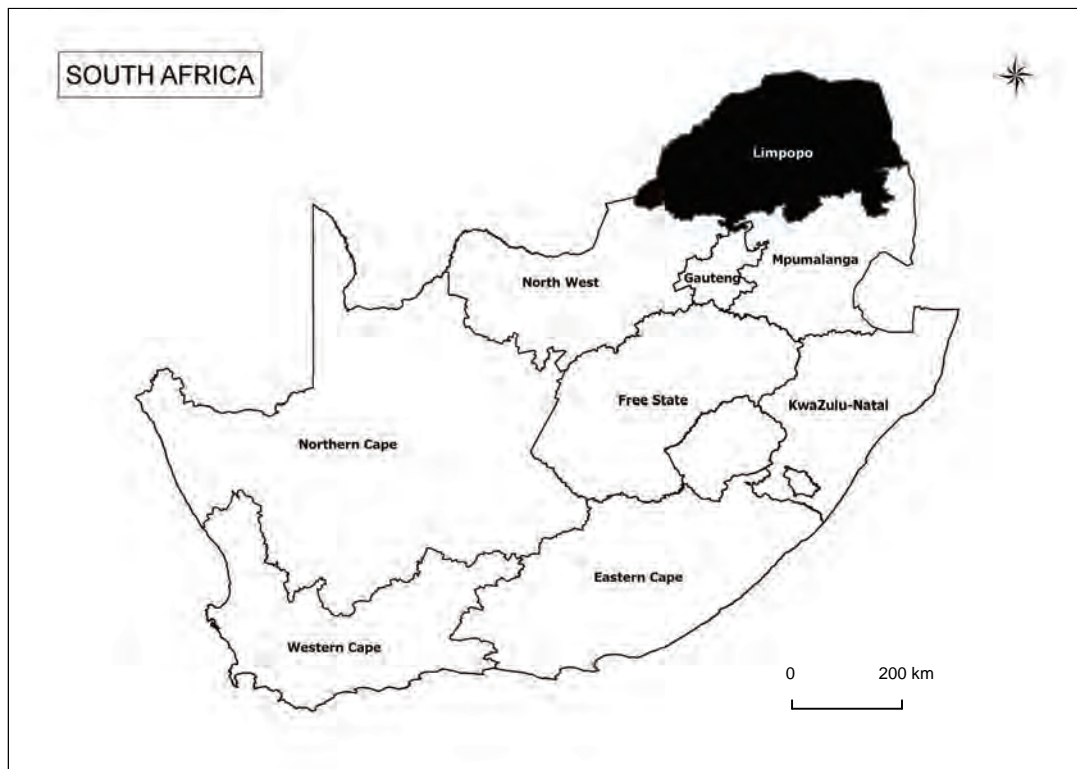 SOUTH AFRICA
Limpopo
Mpumalanga
North West
Gauteng
Free State
KwaZulu-Natal
Northern Cape
Eastern Cape
Western Cape
0 200 km